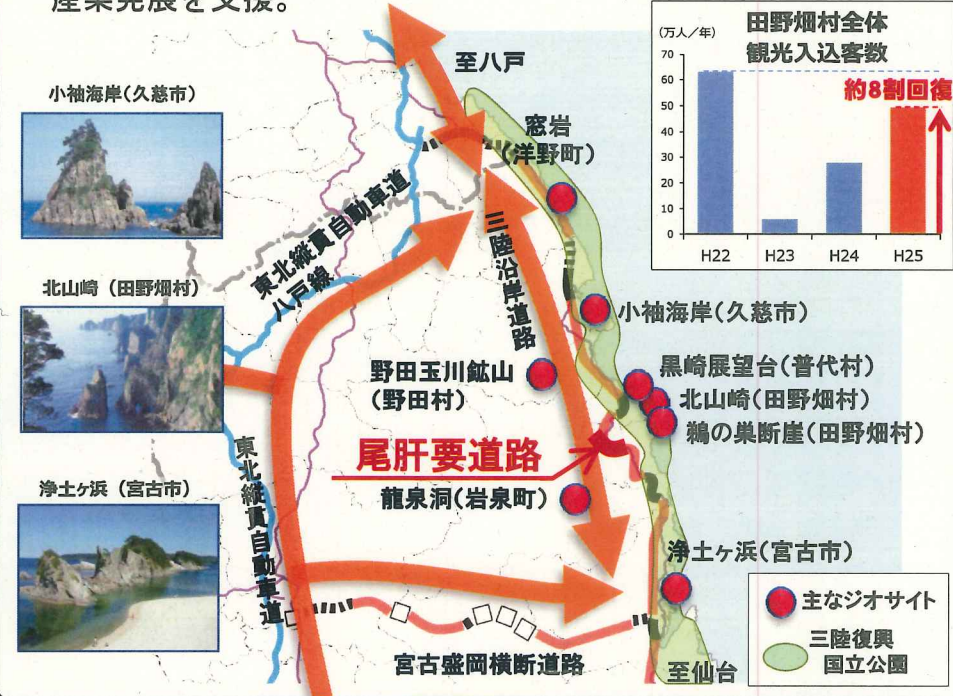 産業発展を支援。
小袖海岸(久慈市)
北山崎（田野畑村）
浄土ヶ浜（宮古市）
至八戸
窓岩
(洋野町)
東北縦貫自動車道
八戸線
三陸沿岸道路
小袖海岸(久慈市)
野田玉川鉱山
(野田村)
黒崎展望台(普代村)
北山崎(田野畑村)
鵜の巣断崖(田野畑村)
尾肝要道路
龍泉洞(岩泉町)
東北縦貫自動車道
浄土ヶ浜(宮古市)
宮古盛岡横断道路
至仙台
主なジオサイト
三陸復興
国立公園
田野畑村全体
観光入込客数
(万人／年)
70
60
50
40
30
20
10
0
約8割回復
H22 H23 H24 H25